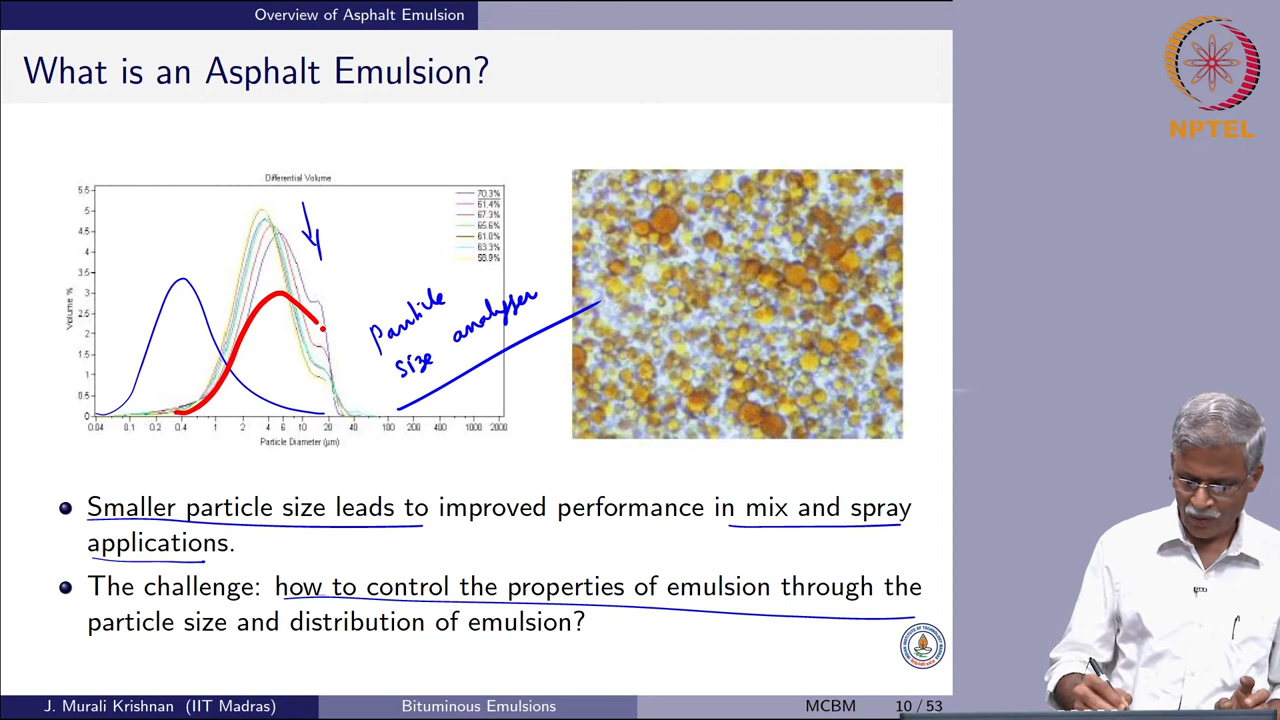 Overview of Asphalt Emulsion
What is an Asphalt Emulsion?
NPTEL
Differential Volume
Volume %
5.5
5
4.5
4
3.5
3
2.5
2
1.5
1
0.5
0
70.3%
61.4%
67.3%
65.6%
61.0%
63.3%
58.9%
0.04 0.1 0.2 0.4 1 2 4 6 10 20 40 100 200 400 1000 2000
Particle Diameter (µm)
Particle
size analyser
Smaller particle size leads to improved performance in mix and spray
applications.
The challenge: how to control the properties of emulsion through the
particle size and distribution of emulsion?
J. Murali Krishnan (IIT Madras) Bituminous Emulsions MCBM 10 / 53